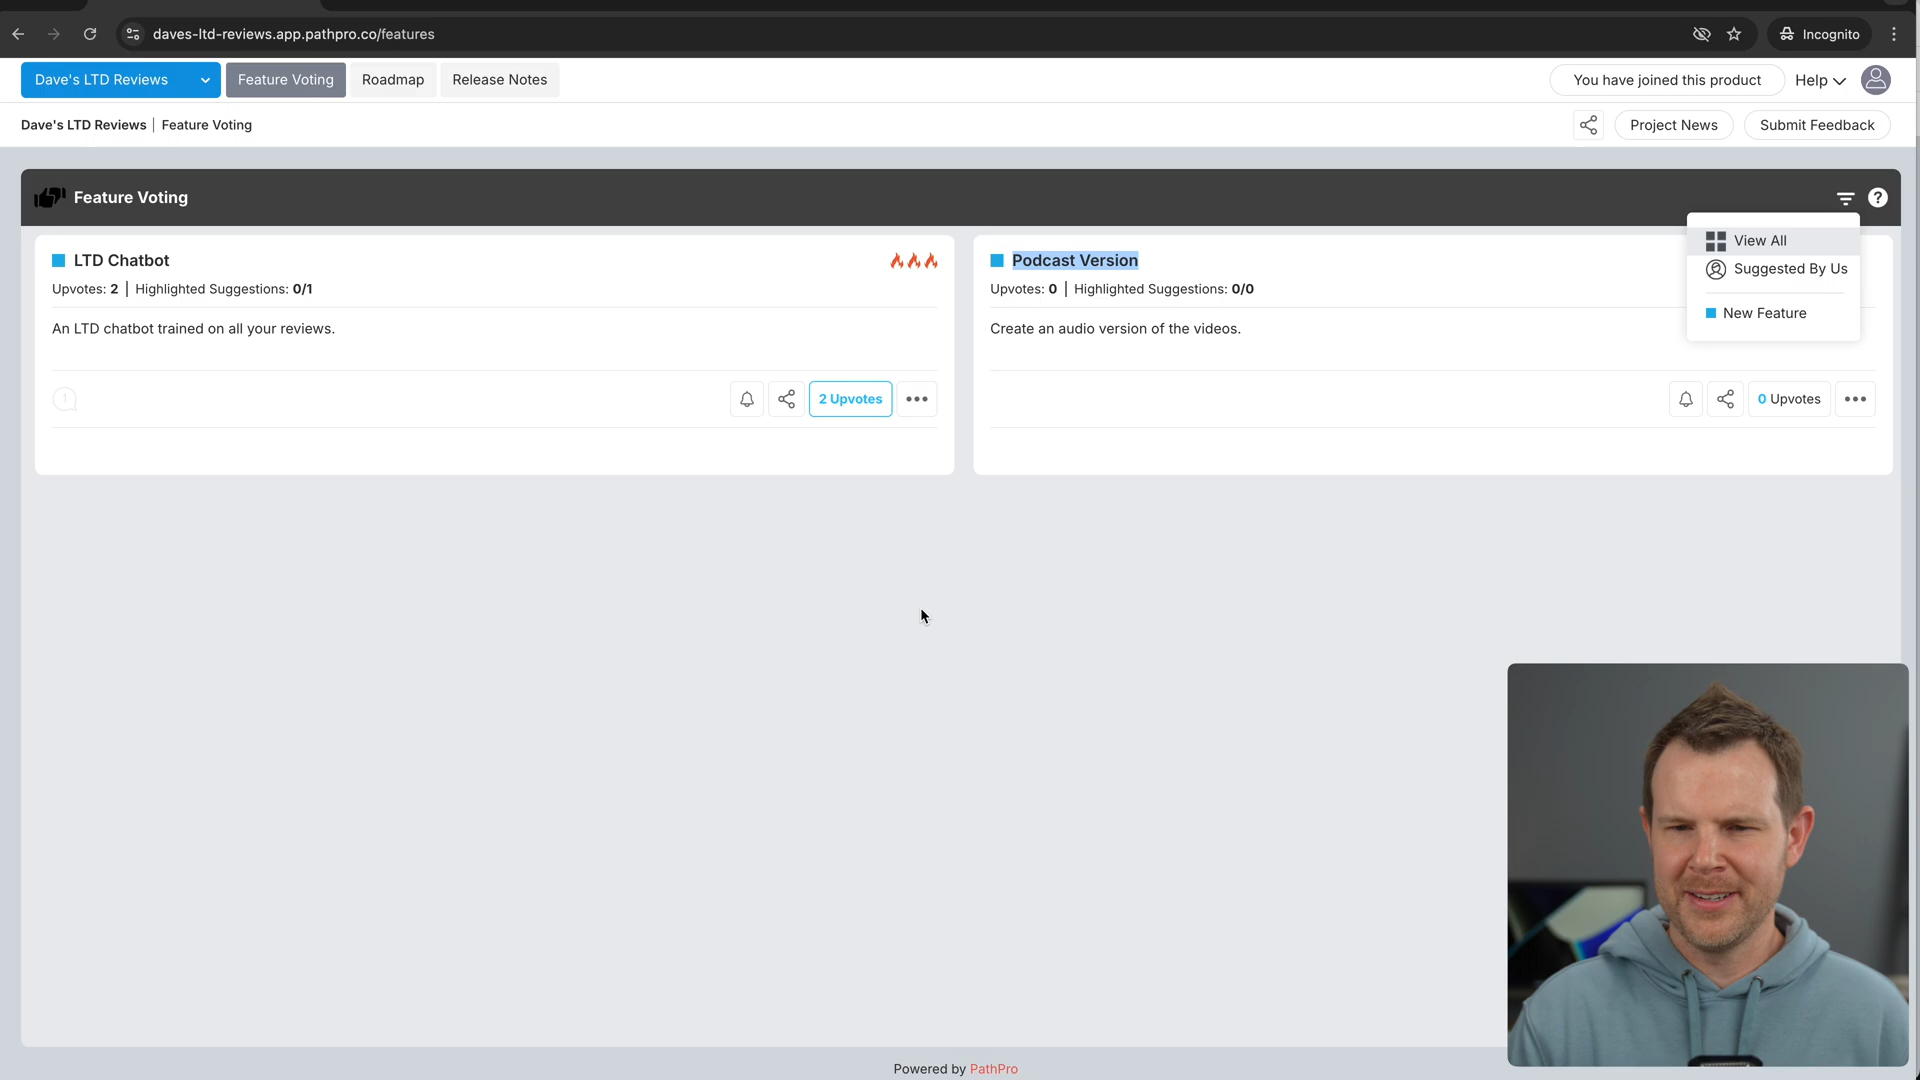 daves-ltd-reviews.app.pathpro.co/features
Incognito
Dave's LTD Reviews
Feature Voting
Roadmap
Release Notes
You have joined this product
Help
Dave's LTD Reviews | Feature Voting
Project News
Submit Feedback
Feature Voting
?
View All
Suggested By Us
New Feature
LTD Chatbot
Upvotes: 2 | Highlighted Suggestions: 0/1
An LTD chatbot trained on all your reviews.
1
2 Upvotes
Podcast Version
Upvotes: 0 | Highlighted Suggestions: 0/0
Create an audio version of the videos.
0 Upvotes
Powered by PathPro